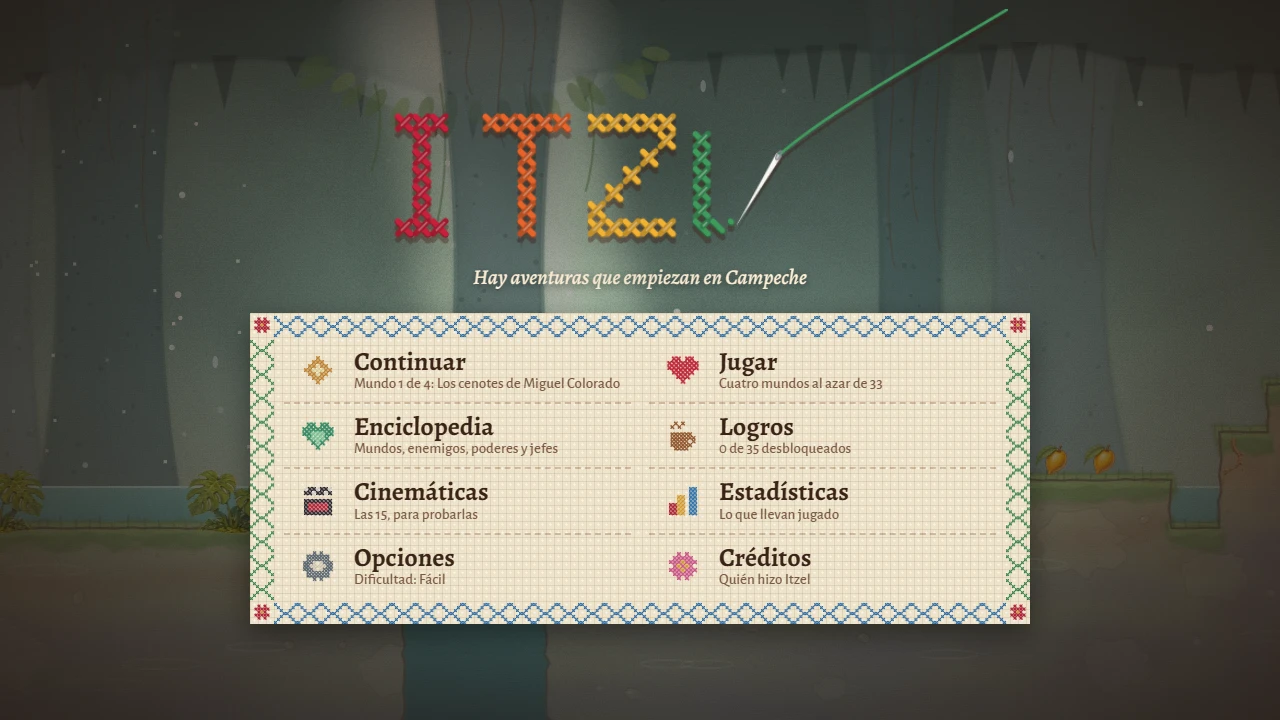 ITZL
Hay aventuras que empiezan en Campeche
Continuar
Mundo 1 de 4: Los cenotes de Miguel Colorado
Jugar
Cuatro mundos al azar de 33
Enciclopedia
Mundos, enemigos, poderes y jefes
Logros
0 de 35 desbloqueados
Cinemáticas
Las 15, para probarlas
Estadísticas
Lo que llevan jugado
Opciones
Dificultad: Fácil
Créditos
Quién hizo Itzel